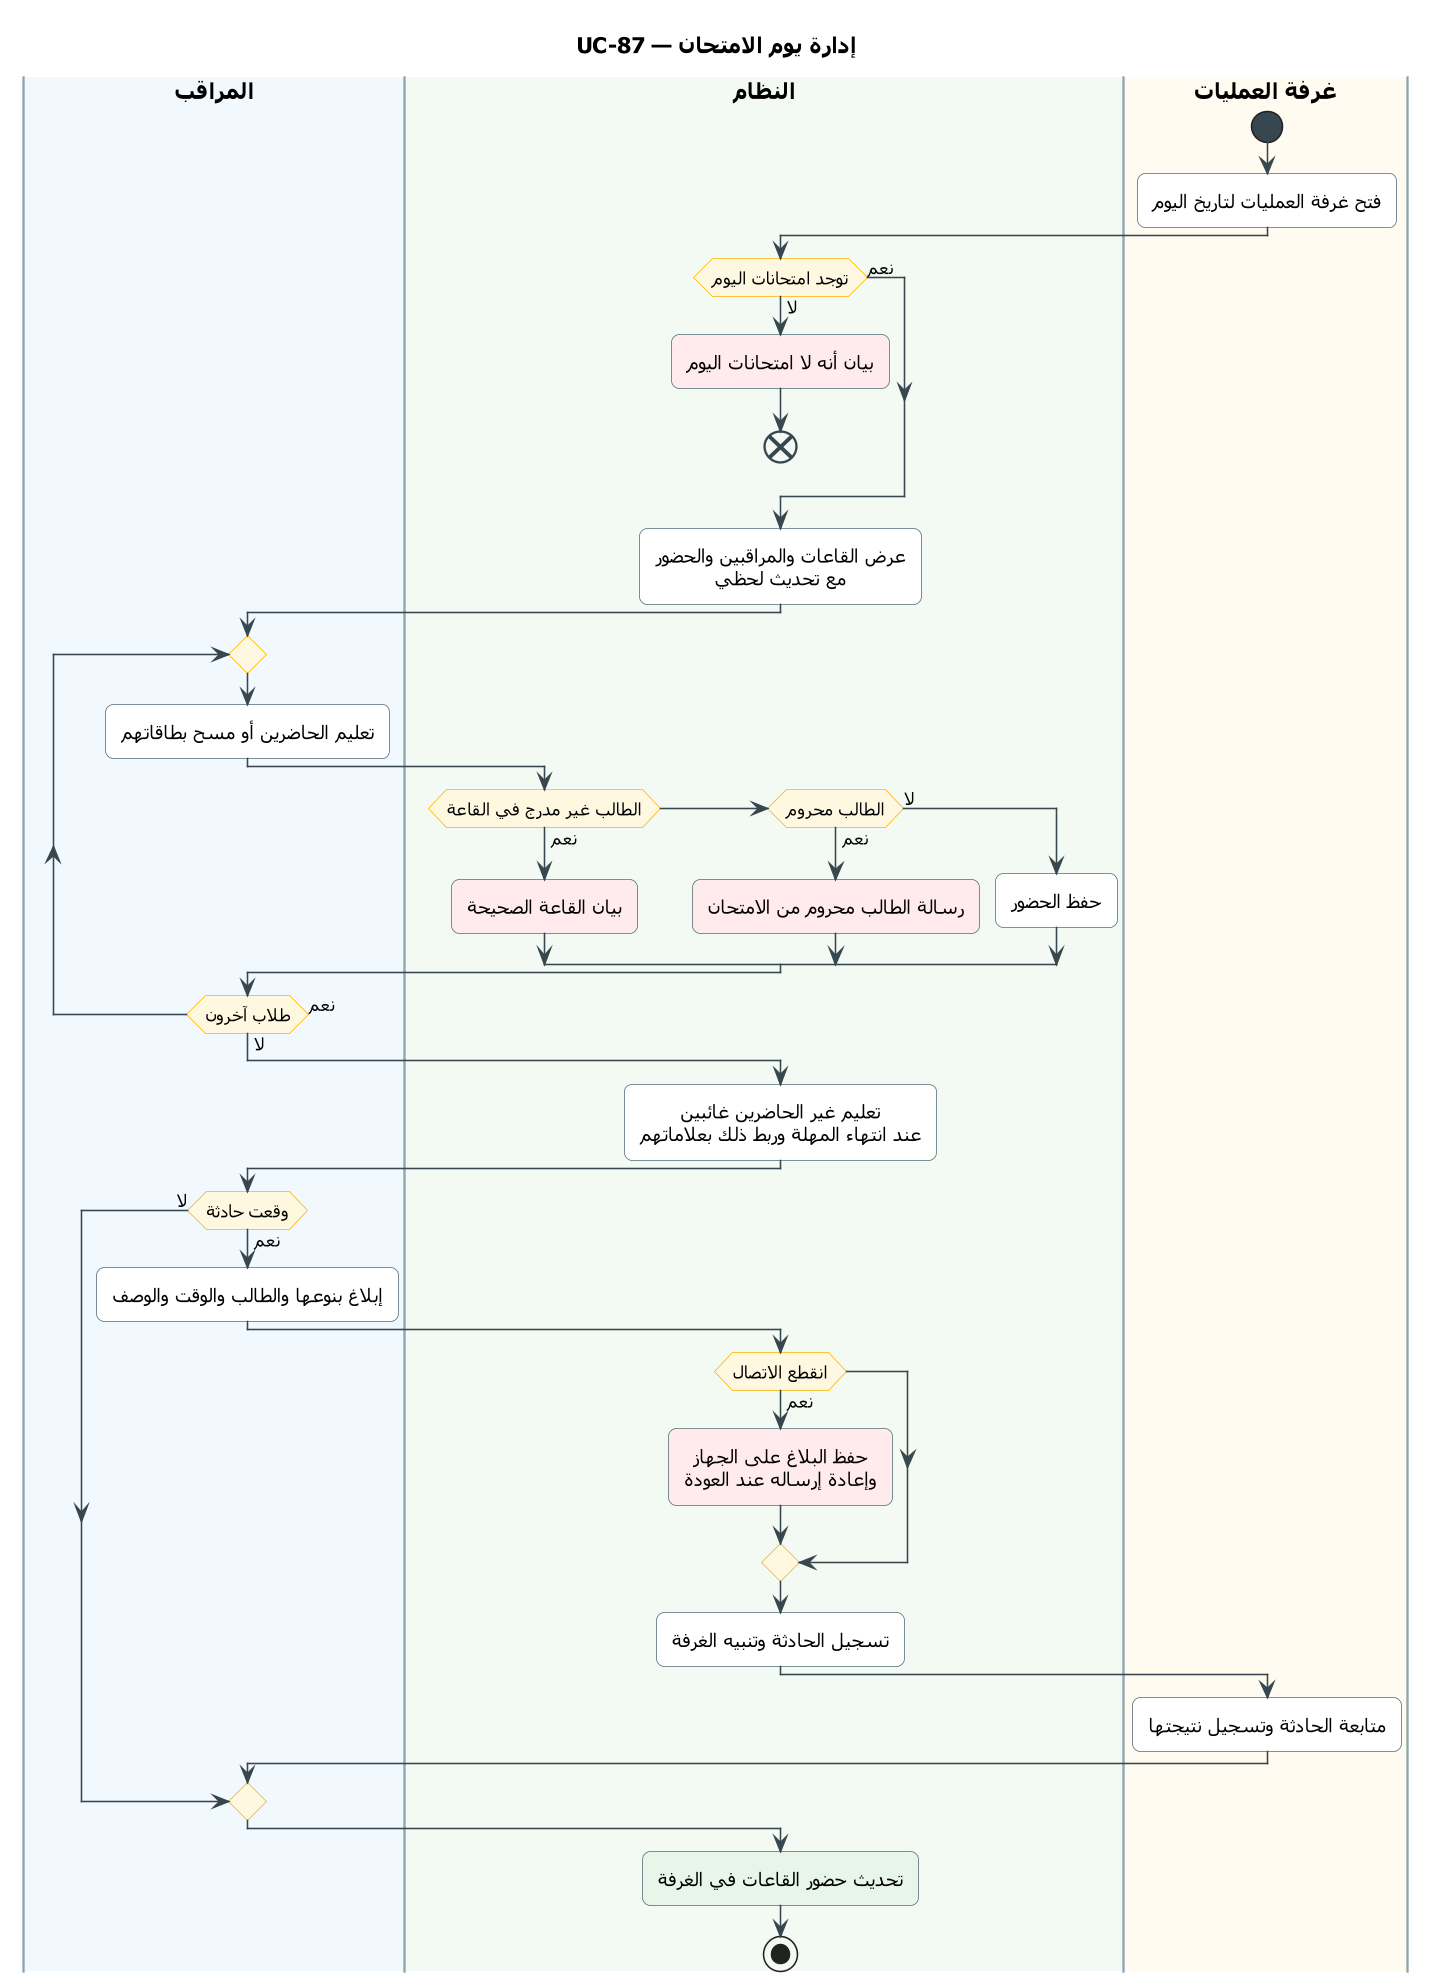 UC-87 — إدارة يوم الامتحان
غرفة العمليات
النظام
المراقب
فتح غرفة العمليات لتاريخ اليوم
توجد امتحانات اليوم
نعم
لا
بيان أنه لا امتحانات اليوم
عرض القاعات والمراقبين والحضور
مع تحديث لحظي
تعليم الحاضرين أو مسح بطاقاتهم
الطالب غير مدرج في القاعة
نعم
الطالب محروم
لا
نعم
بيان القاعة الصحيحة
رسالة الطالب محروم من الامتحان
حفظ الحضور
طلاب آخرون
نعم
لا
تعليم غير الحاضرين غائبين
عند انتهاء المهلة وربط ذلك بعلاماتهم
وقعت حادثة
لا
نعم
إبلاغ بنوعها والطالب والوقت والوصف
انقطع الاتصال
نعم
حفظ البلاغ على الجهاز
وإعادة إرساله عند العودة
تسجيل الحادثة وتنبيه الغرفة
متابعة الحادثة وتسجيل نتيجتها
تحديث حضور القاعات في الغرفة